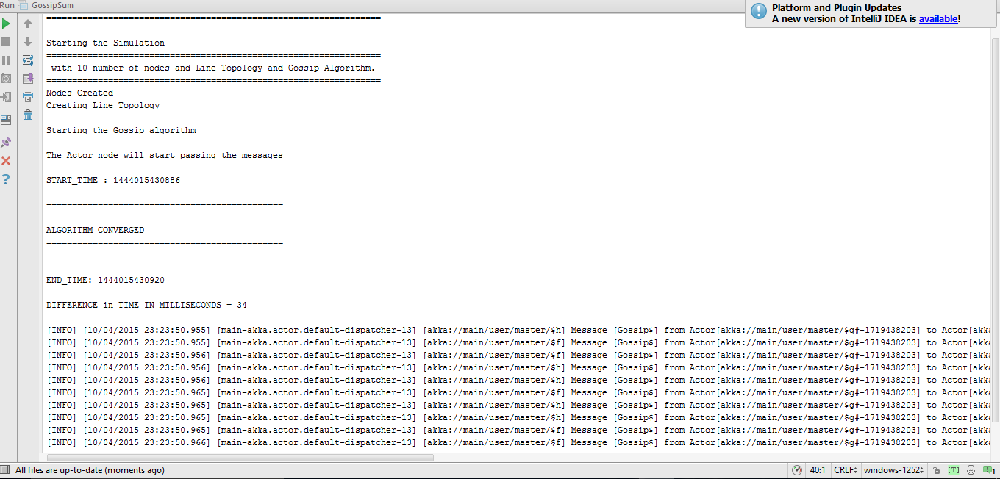 Run GossipSum
Platform and Plugin Updates
A new version of IntelliJ IDEA is available!
=================================================================
Starting the Simulation
=================================================================
with 10 number of nodes and Line Topology and Gossip Algorithm.
=================================================================
Nodes Created
Creating Line Topology
Starting the Gossip algorithm
The Actor node will start passing the messages
START_TIME : 1444015430886
==============================================
ALGORITHM CONVERGED
==============================================
END_TIME: 1444015430920
DIFFERENCE in TIME IN MILLISECONDS = 34
[INFO] [10/04/2015 23:23:50.955] [main-akka.actor.default-dispatcher-13] [akka://main/user/master/$h] Message [Gossip$] from Actor[akka://main/user/master/$g#-1719438203] to Actor[akka
[INFO] [10/04/2015 23:23:50.955] [main-akka.actor.default-dispatcher-13] [akka://main/user/master/$f] Message [Gossip$] from Actor[akka://main/user/master/$g#-1719438203] to Actor[akka
[INFO] [10/04/2015 23:23:50.956] [main-akka.actor.default-dispatcher-13] [akka://main/user/master/$f] Message [Gossip$] from Actor[akka://main/user/master/$g#-1719438203] to Actor[akka
[INFO] [10/04/2015 23:23:50.956] [main-akka.actor.default-dispatcher-13] [akka://main/user/master/$h] Message [Gossip$] from Actor[akka://main/user/master/$g#-1719438203] to Actor[akka
[INFO] [10/04/2015 23:23:50.956] [main-akka.actor.default-dispatcher-13] [akka://main/user/master/$h] Message [Gossip$] from Actor[akka://main/user/master/$g#-1719438203] to Actor[akka
[INFO] [10/04/2015 23:23:50.965] [main-akka.actor.default-dispatcher-13] [akka://main/user/master/$f] Message [Gossip$] from Actor[akka://main/user/master/$g#-1719438203] to Actor[akka
[INFO] [10/04/2015 23:23:50.965] [main-akka.actor.default-dispatcher-13] [akka://main/user/master/$h] Message [Gossip$] from Actor[akka://main/user/master/$g#-1719438203] to Actor[akka
[INFO] [10/04/2015 23:23:50.965] [main-akka.actor.default-dispatcher-13] [akka://main/user/master/$h] Message [Gossip$] from Actor[akka://main/user/master/$g#-1719438203] to Actor[akka
[INFO] [10/04/2015 23:23:50.965] [main-akka.actor.default-dispatcher-13] [akka://main/user/master/$f] Message [Gossip$] from Actor[akka://main/user/master/$g#-1719438203] to Actor[akka
[INFO] [10/04/2015 23:23:50.966] [main-akka.actor.default-dispatcher-13] [akka://main/user/master/$f] Message [Gossip$] from Actor[akka://main/user/master/$g#-1719438203] to Actor[akka
All files are up-to-date (moments ago) 40:1 CRLF windows-1252 [T] 1